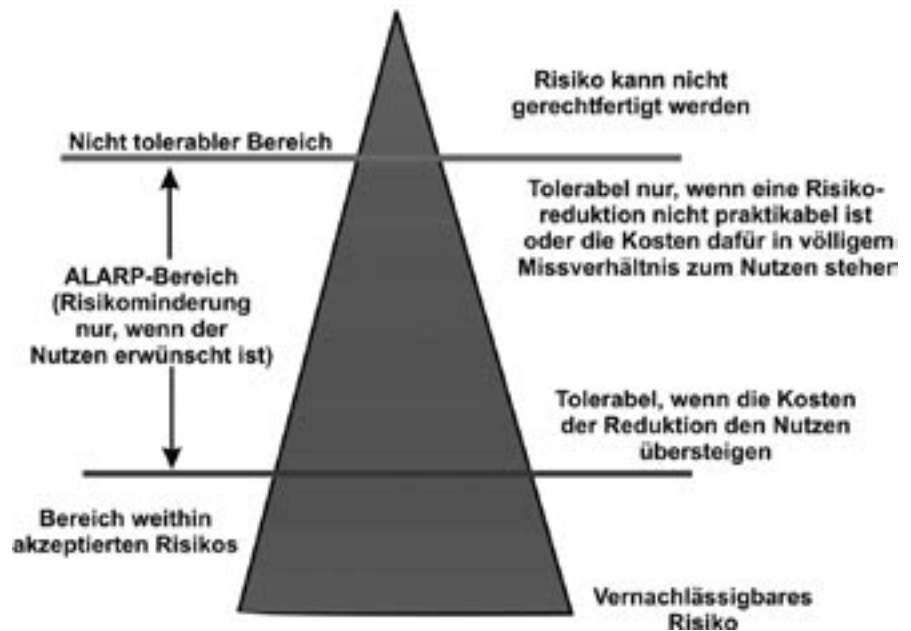 Risiko kann nicht
gerechtfertigt werden
Nicht tolerabler Bereich
Tolerabel nur, wenn eine Risiko-
reduktion nicht praktikabel ist
oder die Kosten dafür in völligem
Missverhältnis zum Nutzen stehen
ALARP-Bereich
(Risikominderung
nur, wenn der
Nutzen erwünscht ist)
Tolerabel, wenn die Kosten
der Reduktion den Nutzen
übersteigen
Bereich weithin
akzeptierten Risikos
Vernachlässigbares
Risiko